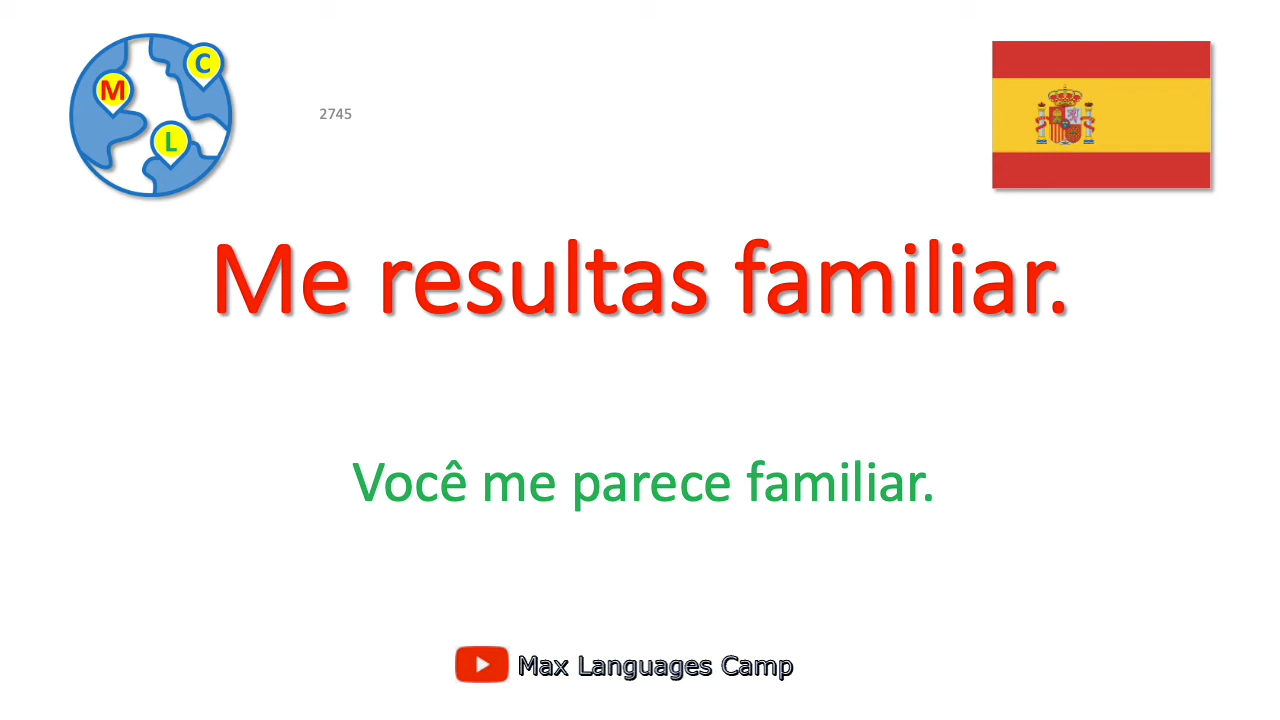 M
C
L
2745
Me resultas familiar.
Você me parece familiar.
Max Languages Camp